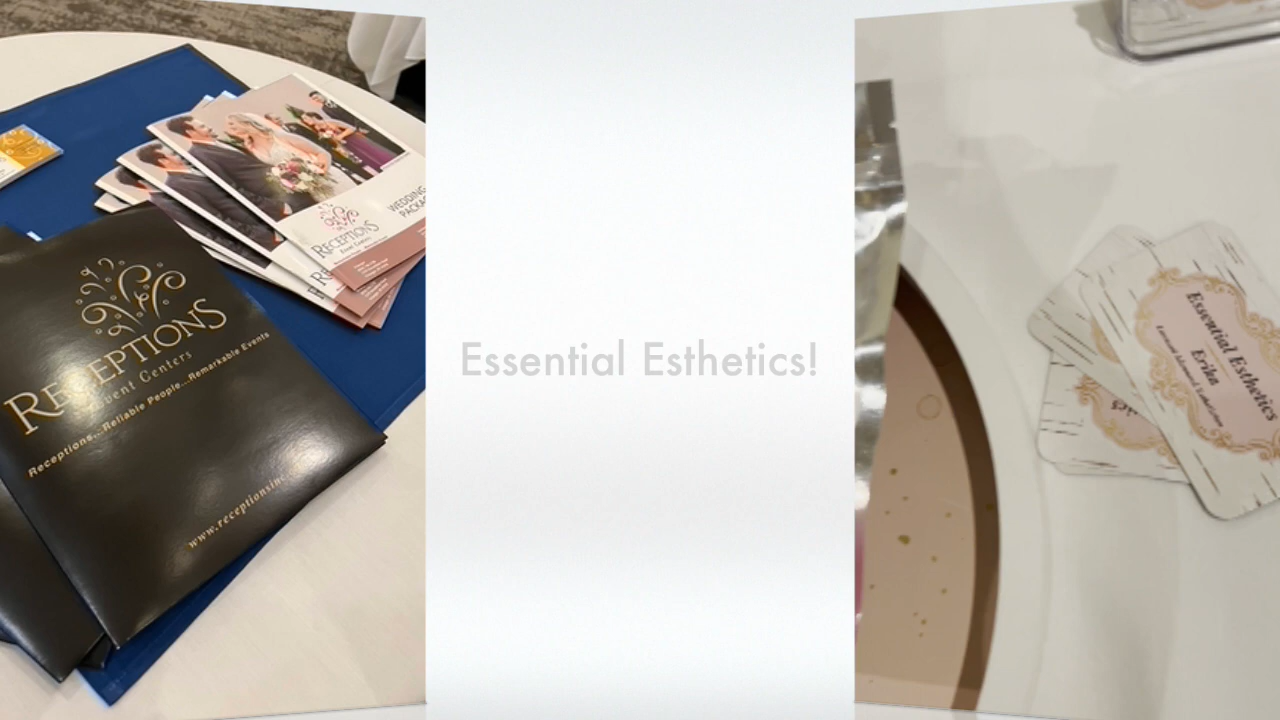 WEDDING
RECEPTIONS
Event Centers
RECEPTIONS
Event Centers
Receptions...Reliable People...Remarkable Events
www.receptionsinc
Essential Esthetics!
Essential Esthetics
Erika